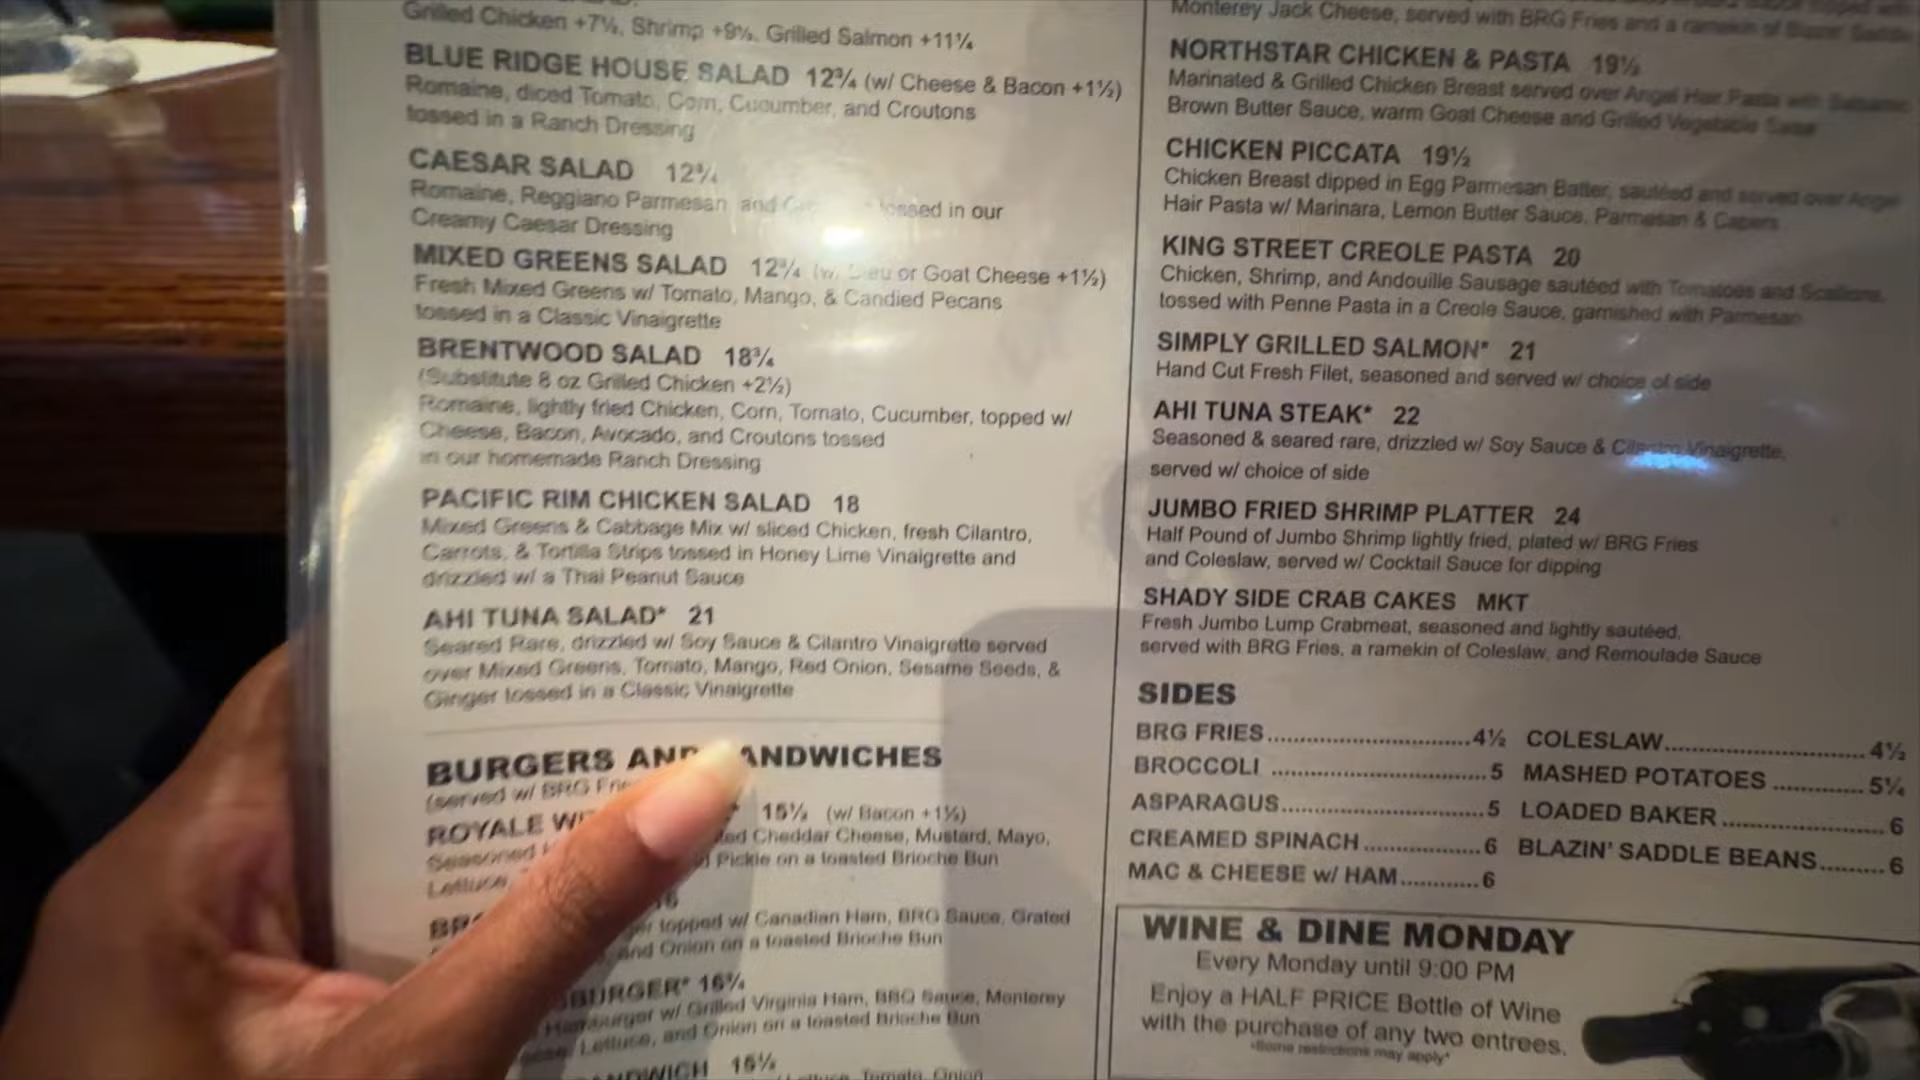 Grilled Chicken +7½, Shrimp +9½, Grilled Salmon +11¼
BLUE RIDGE HOUSE SALAD 12¾ (w/ Cheese & Bacon +1½)
Romaine, diced Tomato, Corn, Cucumber, and Croutons
tossed in a Ranch Dressing
CAESAR SALAD 12¾
Romaine, Reggiano Parmesan and tossed in our
Creamy Caesar Dressing
MIXED GREENS SALAD 12¾ (w/ Bleu or Goat Cheese +1½)
Fresh Mixed Greens w/ Tomato, Mango, & Candied Pecans
tossed in a Classic Vinaigrette
BRENTWOOD SALAD 18¾
(Substitute 8 oz Grilled Chicken +2½)
Romaine, lightly fried Chicken, Corn, Tomato, Cucumber, topped w/
Cheese, Bacon, Avocado, and Croutons tossed
in our homemade Ranch Dressing
PACIFIC RIM CHICKEN SALAD 18
Mixed Greens & Cabbage Mix w/ sliced Chicken, fresh Cilantro,
Carrots, & Tortilla Strips tossed in Honey Lime Vinaigrette and
drizzled w/ a Thai Peanut Sauce
AHI TUNA SALAD* 21
Seared Rare, drizzled w/ Soy Sauce & Cilantro Vinaigrette served
over Mixed Greens, Tomato, Mango, Red Onion, Sesame Seeds, &
Ginger tossed in a Classic Vinaigrette
BURGERS AND SANDWICHES
(served w/ BRG Fries
ROYALE 15½ (w/ Bacon +1½)
Seasoned Cheddar Cheese, Mustard, Mayo,
Lettuce, Pickle on a toasted Brioche Bun
topped w/ Canadian Ham, BRG Sauce, Grated
and Onion on a toasted Brioche Bun
BURGER* 16¾
Hamburger w/ Grilled Virginia Ham, BBQ Sauce, Monterey
Lettuce, and Onion on a toasted Brioche Bun
Tomato, Onion
Monterey Jack Cheese, served with BRG Fries and a ramekin of Blazin' Saddle
NORTHSTAR CHICKEN & PASTA 19½
Marinated & Grilled Chicken Breast served over Angel Hair Pasta with Balsamic
Brown Butter Sauce, warm Goat Cheese and Grilled Vegetable
CHICKEN PICCATA 19½
Chicken Breast dipped in Egg Parmesan Batter, sautéed and served over Angel
Hair Pasta w/ Marinara, Lemon Butter Sauce, Parmesan & Capers
KING STREET CREOLE PASTA 20
Chicken, Shrimp, and Andouille Sausage sautéed with Tomatoes and Scallions,
tossed with Penne Pasta in a Creole Sauce, garnished with Parmesan
SIMPLY GRILLED SALMON* 21
Hand Cut Fresh Filet, seasoned and served w/ choice of side
AHI TUNA STEAK* 22
Seasoned & seared rare, drizzled w/ Soy Sauce & Cilantro Vinaigrette,
served w/ choice of side
JUMBO FRIED SHRIMP PLATTER 24
Half Pound of Jumbo Shrimp lightly fried, plated w/ BRG Fries
and Coleslaw, served w/ Cocktail Sauce for dipping
SHADY SIDE CRAB CAKES MKT
Fresh Jumbo Lump Crabmeat, seasoned and lightly sautéed,
served with BRG Fries, a ramekin of Coleslaw, and Remoulade Sauce
SIDES
BRG FRIES 4½ COLESLAW 4½
BROCCOLI 5 MASHED POTATOES 5¼
ASPARAGUS 5 LOADED BAKER 6
CREAMED SPINACH 6 BLAZIN' SADDLE BEANS 6
MAC & CHEESE w/ HAM 6
WINE & DINE MONDAY
Every Monday until 9:00 PM
Enjoy a HALF PRICE Bottle of Wine
with the purchase of any two entrees.
*Some restrictions may apply*